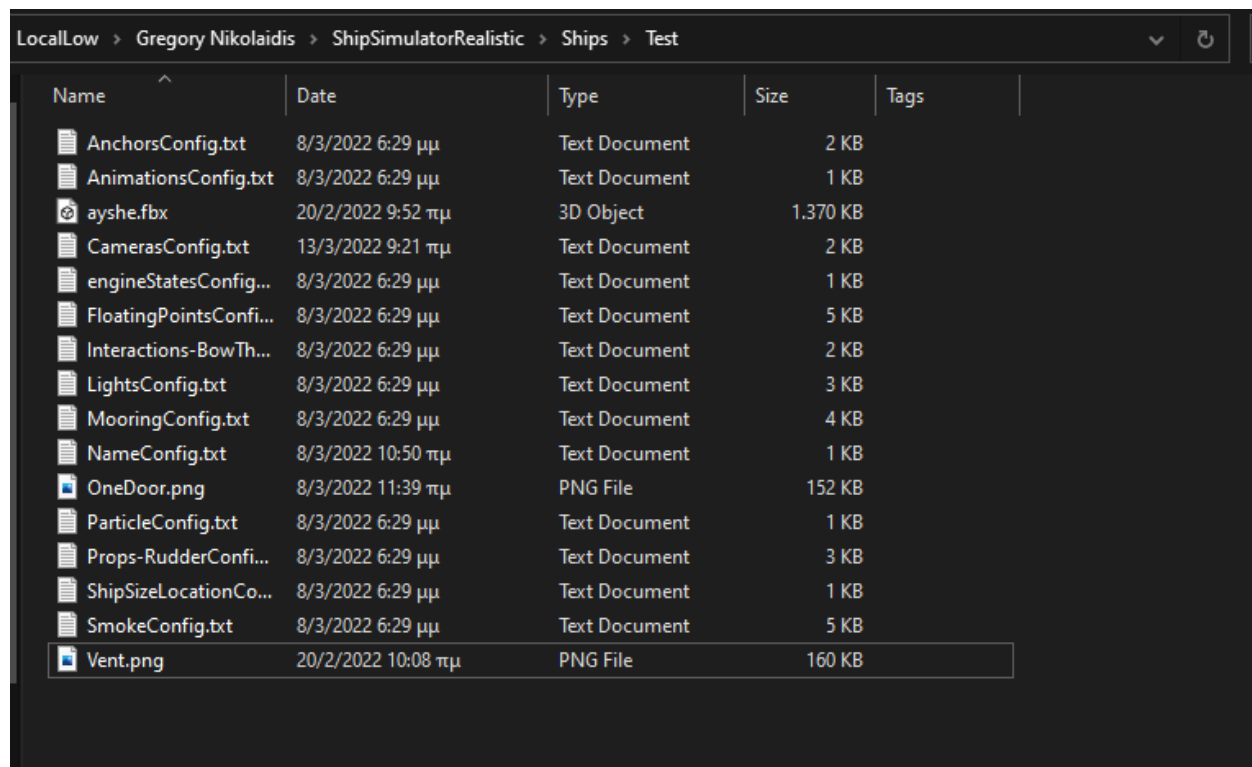 LocalLow > Gregory Nikolaidis > ShipSimulatorRealistic > Ships > Test
Name Date Type Size Tags
AnchorsConfig.txt 8/3/2022 6:29 μμ Text Document 2 KB
AnimationsConfig.txt 8/3/2022 6:29 μμ Text Document 1 KB
ayshe.fbx 20/2/2022 9:52 πμ 3D Object 1.370 KB
CamerasConfig.txt 13/3/2022 9:21 πμ Text Document 2 KB
engineStatesConfig... 8/3/2022 6:29 μμ Text Document 1 KB
FloatingPointsConfi... 8/3/2022 6:29 μμ Text Document 5 KB
Interactions-BowTh... 8/3/2022 6:29 μμ Text Document 2 KB
LightsConfig.txt 8/3/2022 6:29 μμ Text Document 3 KB
MooringConfig.txt 8/3/2022 6:29 μμ Text Document 4 KB
NameConfig.txt 8/3/2022 10:50 πμ Text Document 1 KB
OneDoor.png 8/3/2022 11:39 πμ PNG File 152 KB
ParticleConfig.txt 8/3/2022 6:29 μμ Text Document 1 KB
Props-RudderConfi... 8/3/2022 6:29 μμ Text Document 3 KB
ShipSizeLocationCo... 8/3/2022 6:29 μμ Text Document 1 KB
SmokeConfig.txt 8/3/2022 6:29 μμ Text Document 5 KB
Vent.png 20/2/2022 10:08 πμ PNG File 160 KB